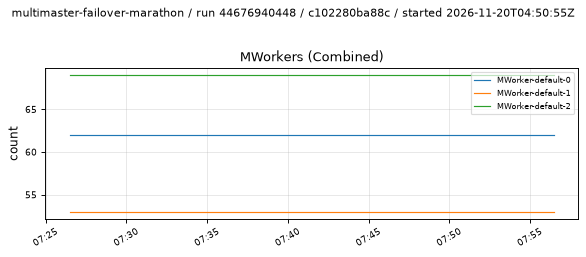 multimaster-failover-marathon / run 44676940448 / c102280ba88c / started 2026-11-20T04:50:55Z
MWorkers (Combined)
MWorker-default-0
MWorker-default-1
MWorker-default-2
count
65
60
55
07:25
07:30
07:35
07:40
07:45
07:50
07:55